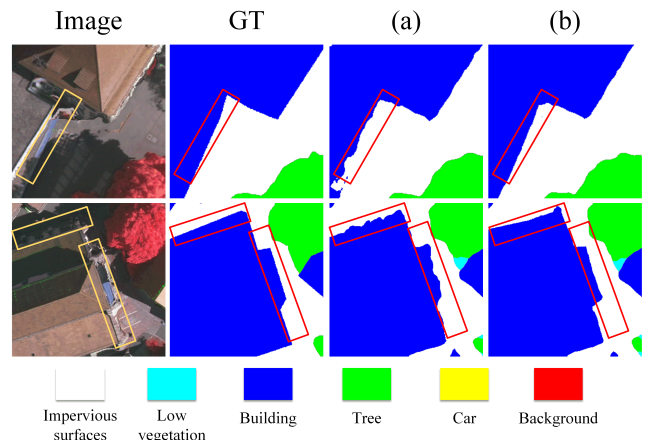 Image GT (a) (b)
Impervious surfaces Low vegetation Building Tree Car Background